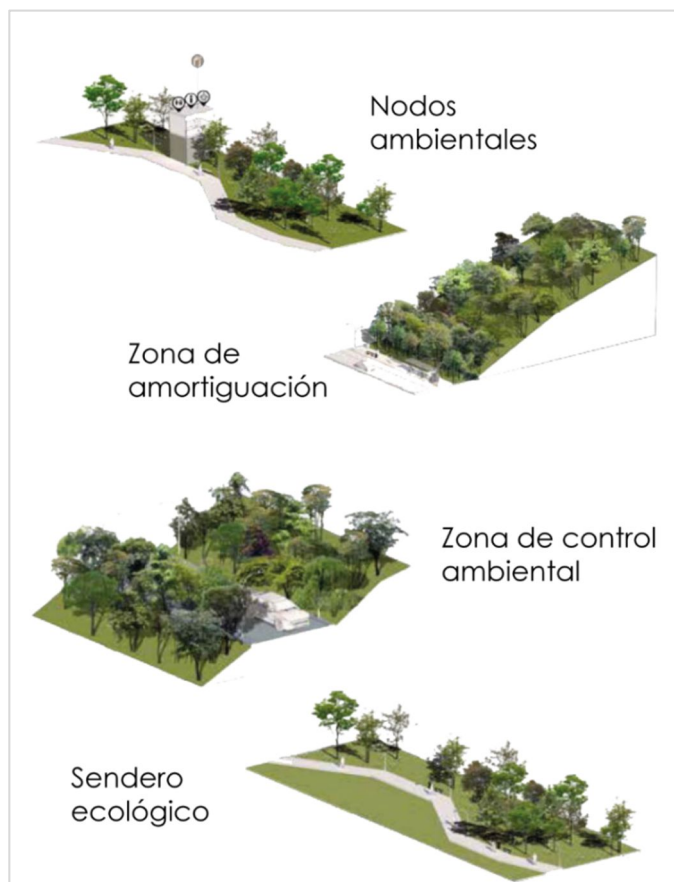 Nodos
ambientales
Zona de
amortiguación
Zona de control
ambiental
Sendero
ecológico